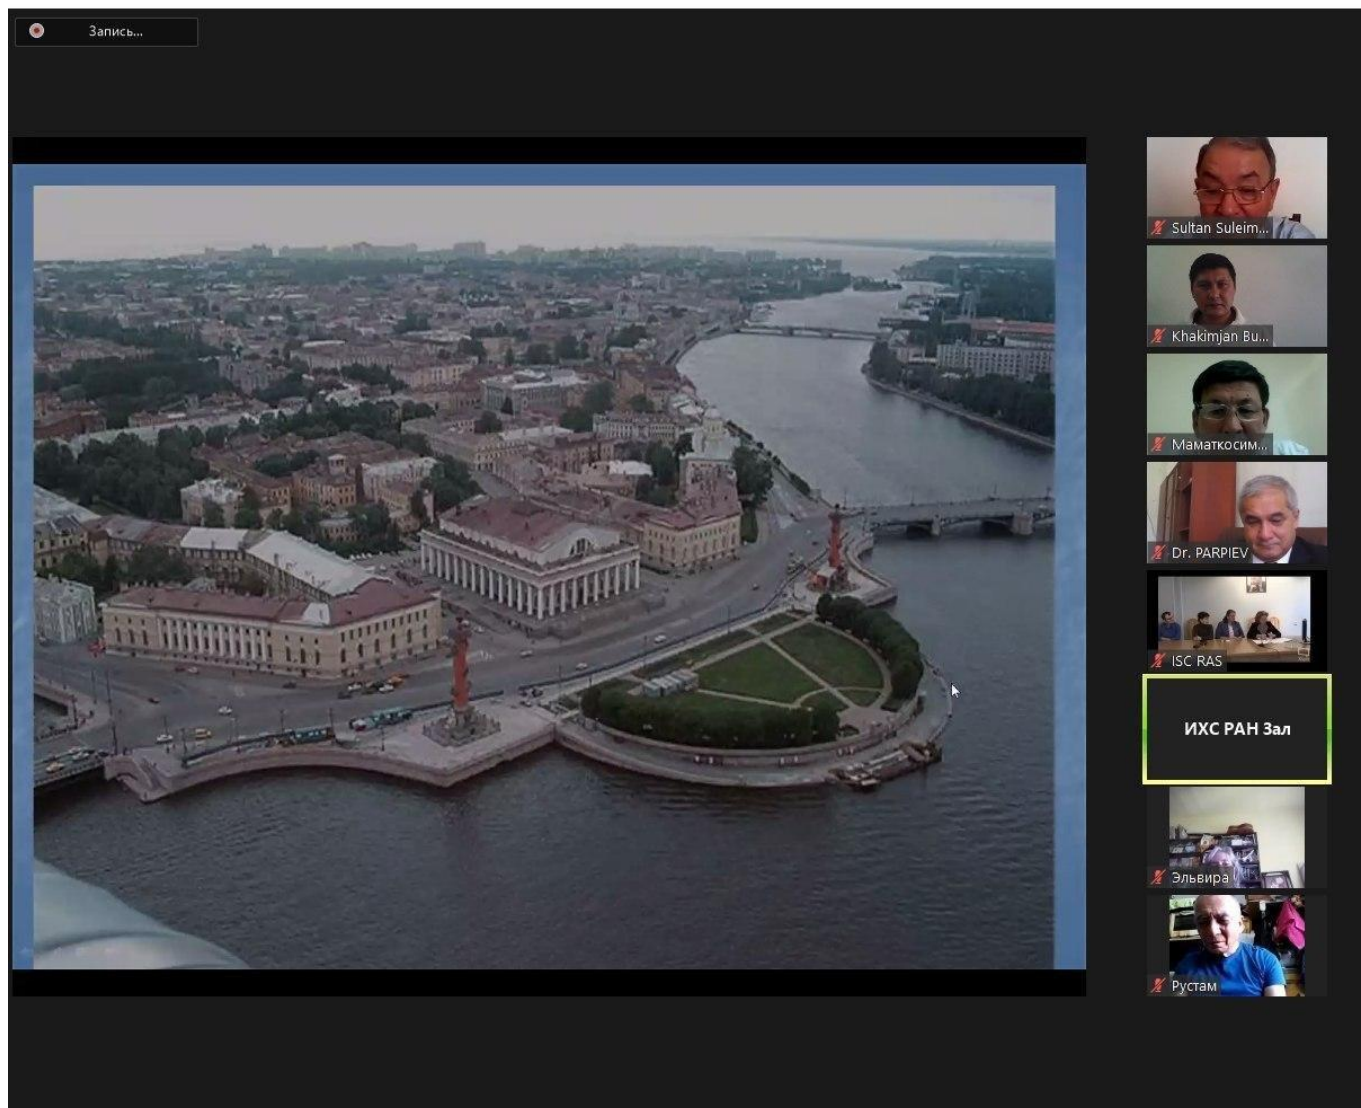 Запись...
Sultan Suleim...
Khakimjan Bu...
Маматкосим...
Dr. PARPIEV
ISC RAS
ИХС РАН Зал
Эльвира
Рустам